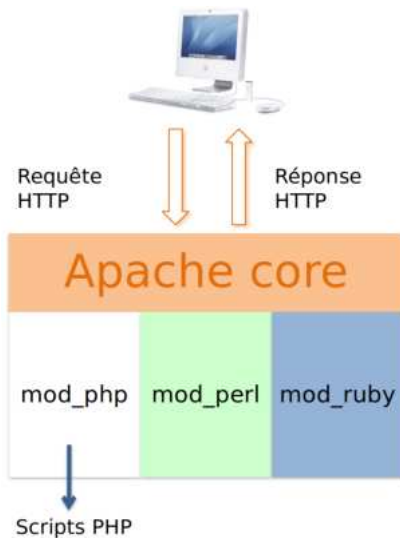 Requête
HTTP
Réponse
HTTP
Apache core
mod_php
mod_perl
mod_ruby
Scripts PHP